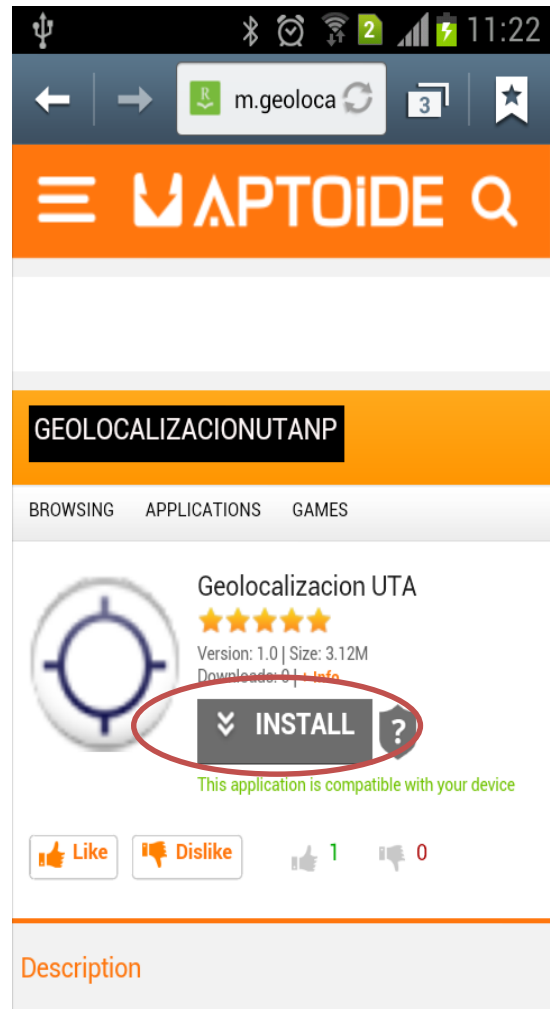 2 11:22
R m.geoloca 3
APTOiDE
GEOLOCALIZACIONUTANP
BROWSING APPLICATIONS GAMES
Geolocalizacion UTA
Version: 1.0 | Size: 3.12M
Downloads: 0 | + Info
INSTALL ?
This application is compatible with your device
Like Dislike 1 0
Description